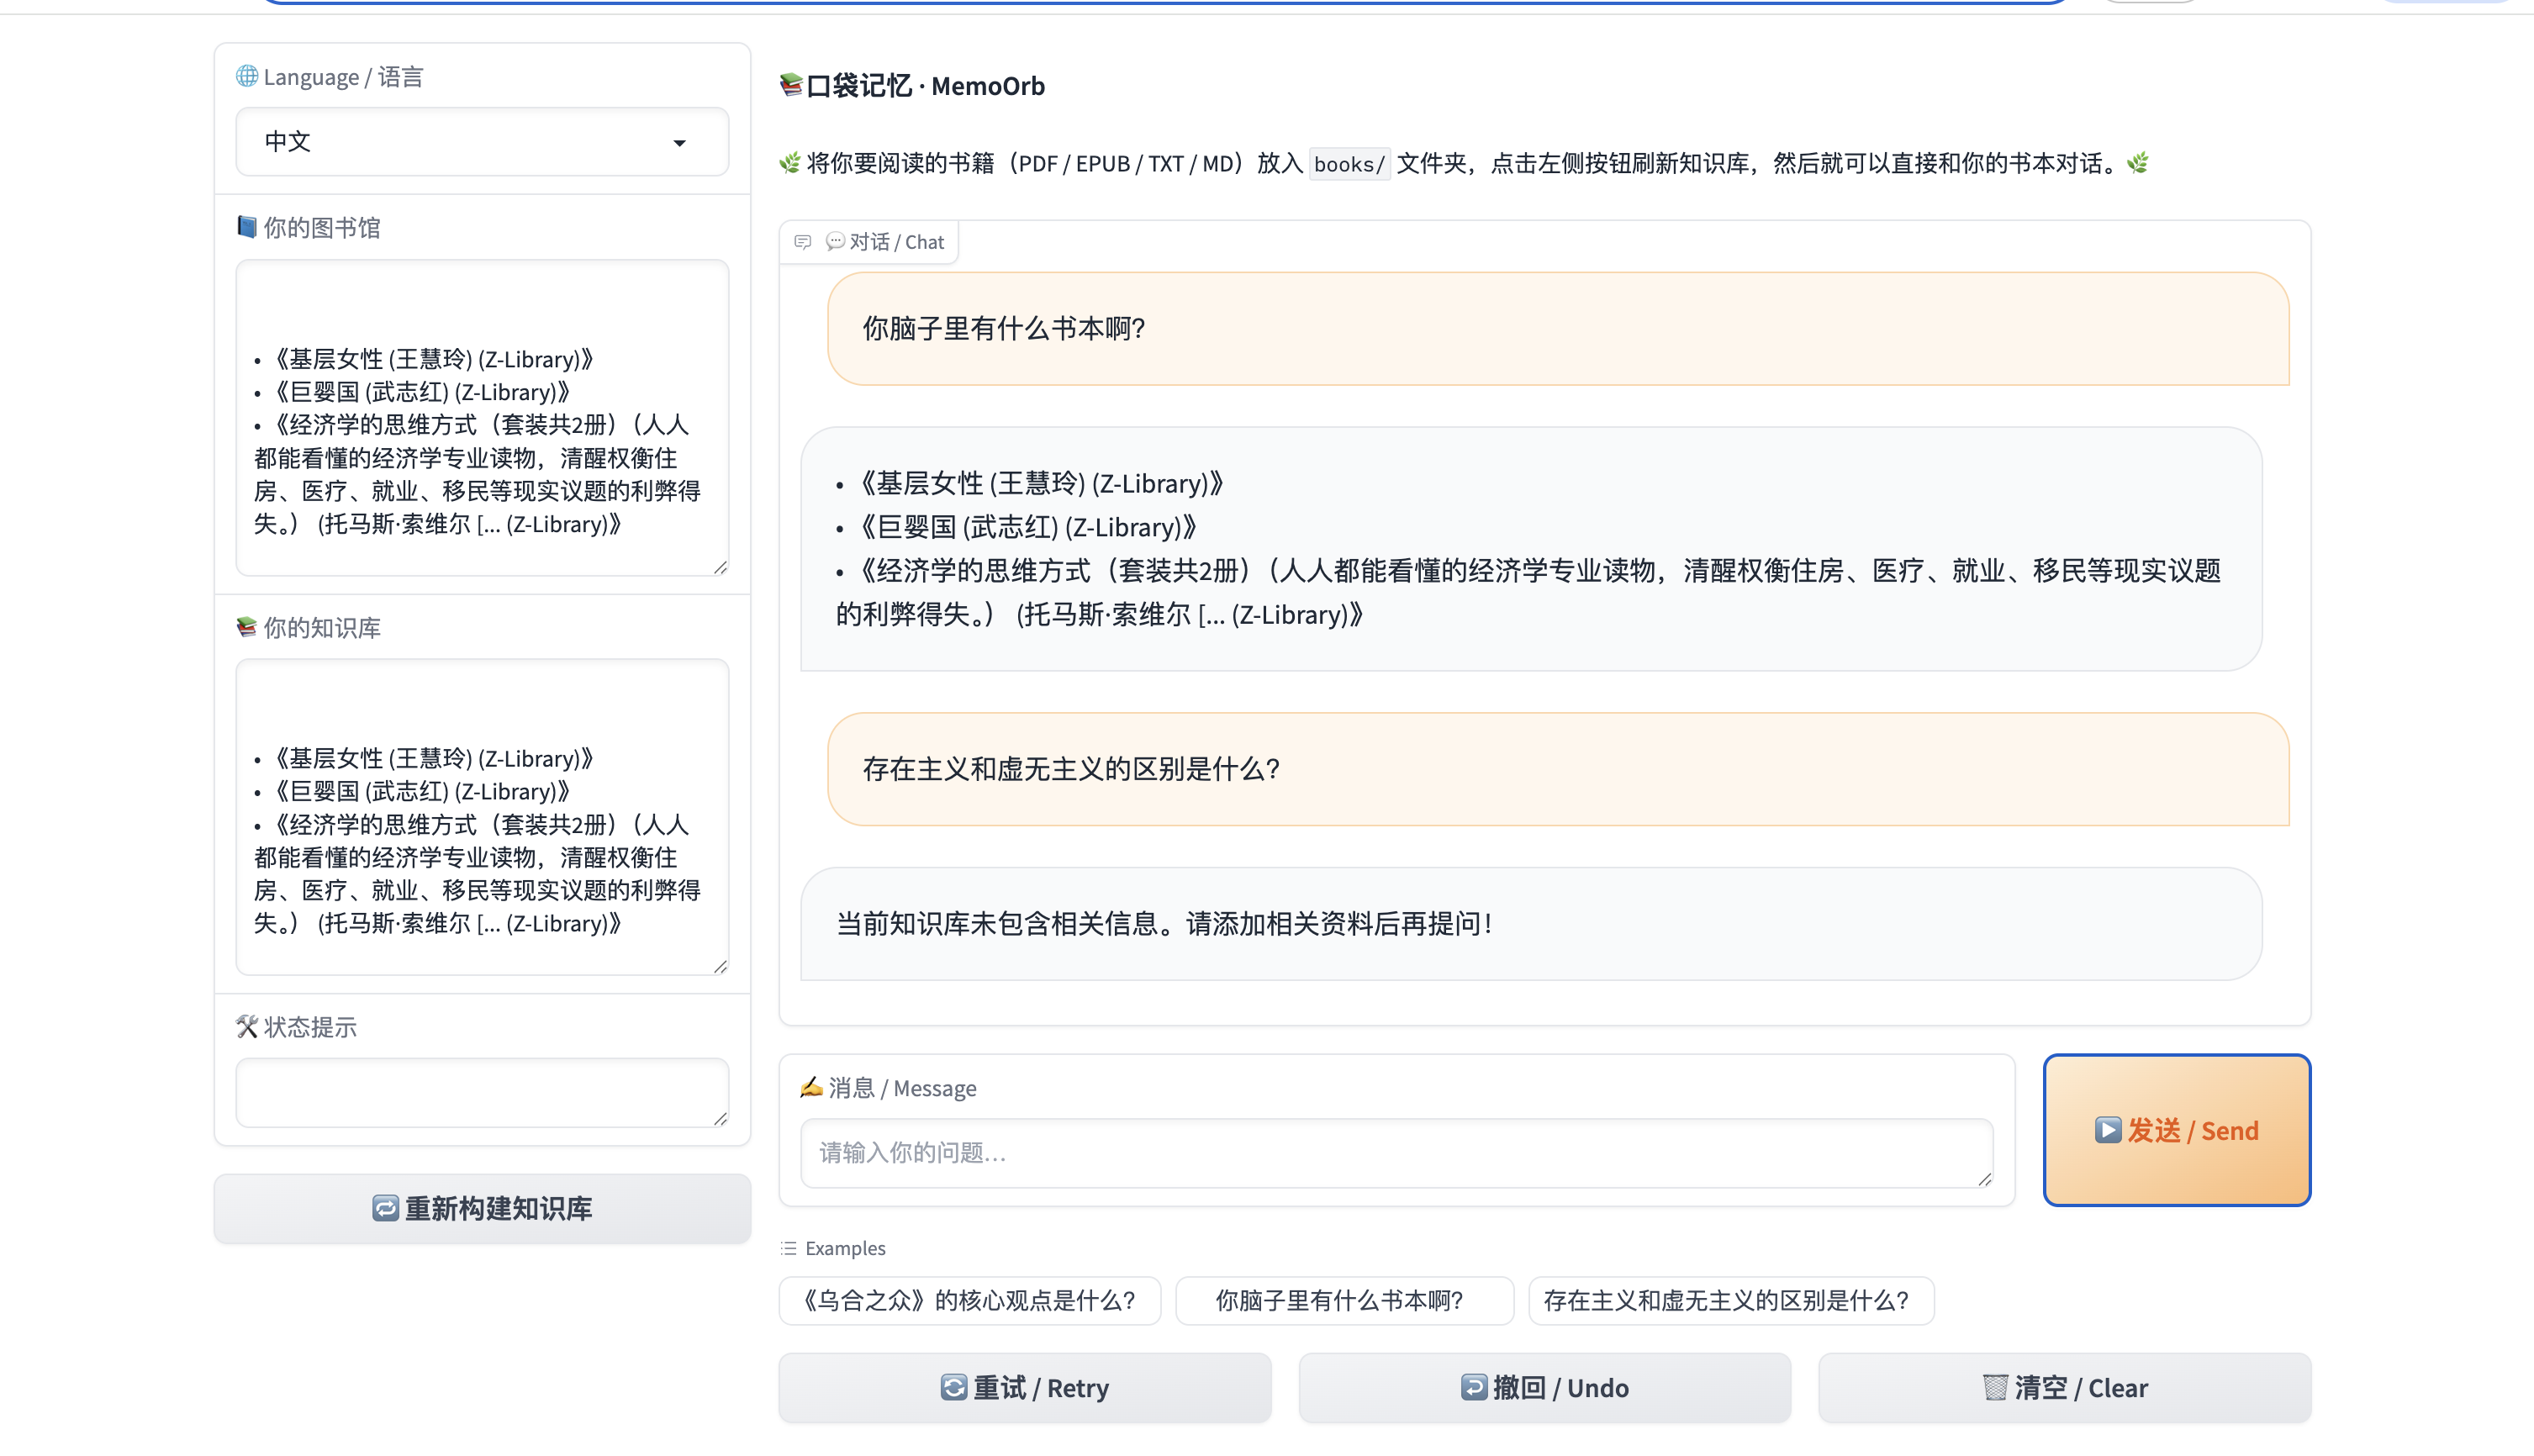 🌐 Language / 语言
中文
📘 你的图书馆
• 《基层女性 (王慧玲) (Z-Library)》
• 《巨婴国 (武志红) (Z-Library)》
• 《经济学的思维方式（套装共2册）（人人
都能看懂的经济学专业读物，清醒权衡住
房、医疗、就业、移民等现实议题的利弊得
失。） (托马斯·索维尔 [... (Z-Library)》
📚 你的知识库
• 《基层女性 (王慧玲) (Z-Library)》
• 《巨婴国 (武志红) (Z-Library)》
• 《经济学的思维方式（套装共2册）（人人
都能看懂的经济学专业读物，清醒权衡住
房、医疗、就业、移民等现实议题的利弊得
失。） (托马斯·索维尔 [... (Z-Library)》
🛠️ 状态提示
🔁 重新构建知识库
📚口袋记忆 · MemoOrb
🌿 将你要阅读的书籍（PDF / EPUB / TXT / MD）放入 books/ 文件夹，点击左侧按钮刷新知识库，然后就可以直接和你的书本对话。🌿
💬 对话 / Chat
你脑子里有什么书本啊？
• 《基层女性 (王慧玲) (Z-Library)》
• 《巨婴国 (武志红) (Z-Library)》
• 《经济学的思维方式（套装共2册）（人人都能看懂的经济学专业读物，清醒权衡住房、医疗、就业、移民等现实议题
的利弊得失。） (托马斯·索维尔 [... (Z-Library)》
存在主义和虚无主义的区别是什么？
当前知识库未包含相关信息。请添加相关资料后再提问！
✍️ 消息 / Message
请输入你的问题…
▶️ 发送 / Send
Examples
《乌合之众》的核心观点是什么？
你脑子里有什么书本啊？
存在主义和虚无主义的区别是什么？
🔄 重试 / Retry
↩️ 撤回 / Undo
🗑️ 清空 / Clear